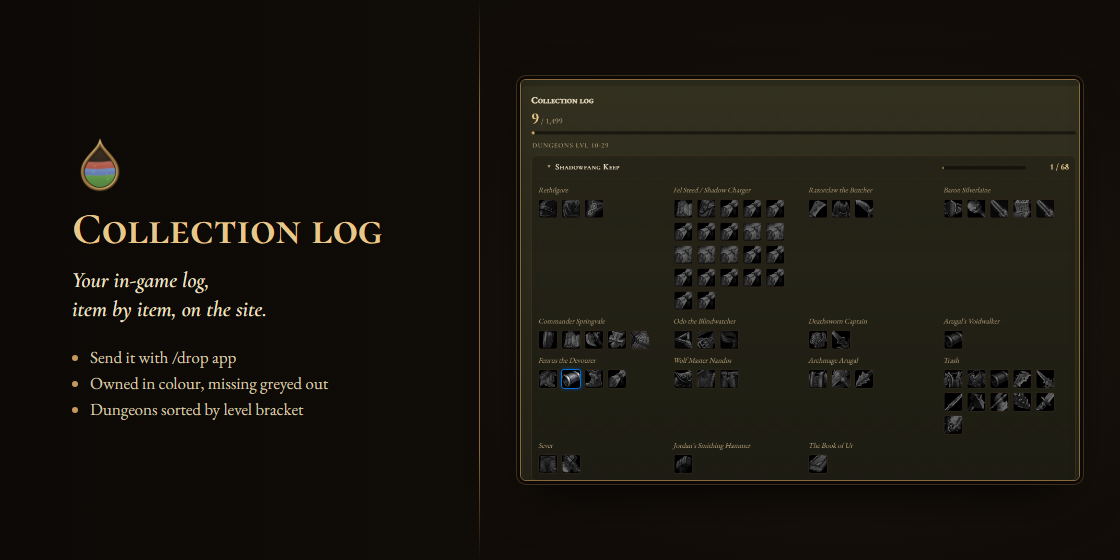 Collection log
Your in-game log,
item by item, on the site.
Send it with /drop app
Owned in colour, missing greyed out
Dungeons sorted by level bracket
Collection log
9 / 1,499
DUNGEONS LVL 10-29
Shadowfang Keep
1 / 68
Rethilgore
Fel Steed / Shadow Charger
Razorclaw the Butcher
Baron Silverlaine
Commander Springvale
Odo the Blindwatcher
Deathsworn Captain
Arugal's Voidwalker
Fenrus the Devourer
Wolf Master Nandos
Archmage Arugal
Trash
Sever
Jordan's Smithing Hammer
The Book of Ur